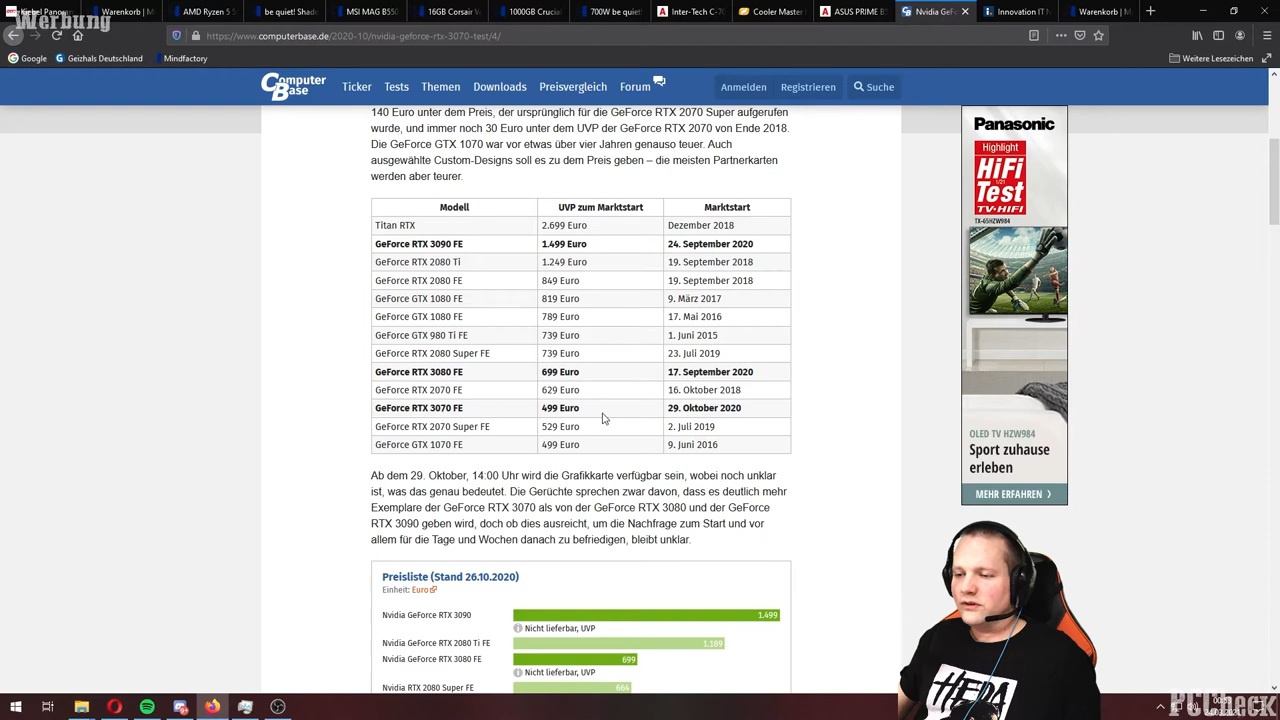 Werbung
Warenkorb | M
AMD Ryzen 5
be quiet! Shado
MSI MAG B550
16GB Corsair V
1000GB Crucial
700W be quiet!
Inter-Tech C-70
Cooler Master
ASUS PRIME B5
Nvidia GeF
Innovation IT N
Warenkorb | M
https://www.computerbase.de/2020-10/nvidia-geforce-rtx-3070-test/4/
Google
Geizhals Deutschland
Mindfactory
Weitere Lesezeichen
Computer Base
Ticker
Tests
Themen
Downloads
Preisvergleich
Forum
Anmelden
Registrieren
Suche
140 Euro unter dem Preis, der ursprünglich für die GeForce RTX 2070 Super aufgerufen
wurde, und immer noch 30 Euro unter dem UVP der GeForce RTX 2070 von Ende 2018.
Die GeForce GTX 1070 war vor etwas über vier Jahren genauso teuer. Auch
ausgewählte Custom-Designs soll es zu dem Preis geben – die meisten Partnerkarten
werden aber teurer.
Modell UVP zum Marktstart Marktstart
Titan RTX 2.699 Euro Dezember 2018
GeForce RTX 3090 FE 1.499 Euro 24. September 2020
GeForce RTX 2080 Ti 1.249 Euro 19. September 2018
GeForce RTX 2080 FE 849 Euro 19. September 2018
GeForce GTX 1080 FE 819 Euro 9. März 2017
GeForce GTX 1080 FE 789 Euro 17. Mai 2016
GeForce GTX 980 Ti FE 739 Euro 1. Juni 2015
GeForce RTX 2080 Super FE 739 Euro 23. Juli 2019
GeForce RTX 3080 FE 699 Euro 17. September 2020
GeForce RTX 2070 FE 629 Euro 16. Oktober 2018
GeForce RTX 3070 FE 499 Euro 29. Oktober 2020
GeForce RTX 2070 Super FE 529 Euro 2. Juli 2019
GeForce GTX 1070 FE 499 Euro 9. Juni 2016
Ab dem 29. Oktober, 14:00 Uhr wird die Grafikkarte verfügbar sein, wobei noch unklar
ist, was das genau bedeutet. Die Gerüchte sprechen zwar davon, dass es deutlich mehr
Exemplare der GeForce RTX 3070 als von der GeForce RTX 3080 und der GeForce
RTX 3090 geben wird, doch ob dies ausreicht, um die Nachfrage zum Start und vor
allem für die Tage und Wochen danach zu befriedigen, bleibt unklar.
Preisliste (Stand 26.10.2020)
Einheit: Euro
Nvidia GeForce RTX 3090 1.499
Nicht lieferbar, UVP
Nvidia GeForce RTX 2080 Ti FE 1.189
Nvidia GeForce RTX 3080 FE 699
Nicht lieferbar, UVP
Nvidia RTX 2080 Super FE 664
Panasonic
Highlight
1/21
HiFi
Test
TV·HIFI
TX-65HZW984
OLED TV HZW984
Sport zuhause
erleben
MEHR ERFAHREN
PCCheck